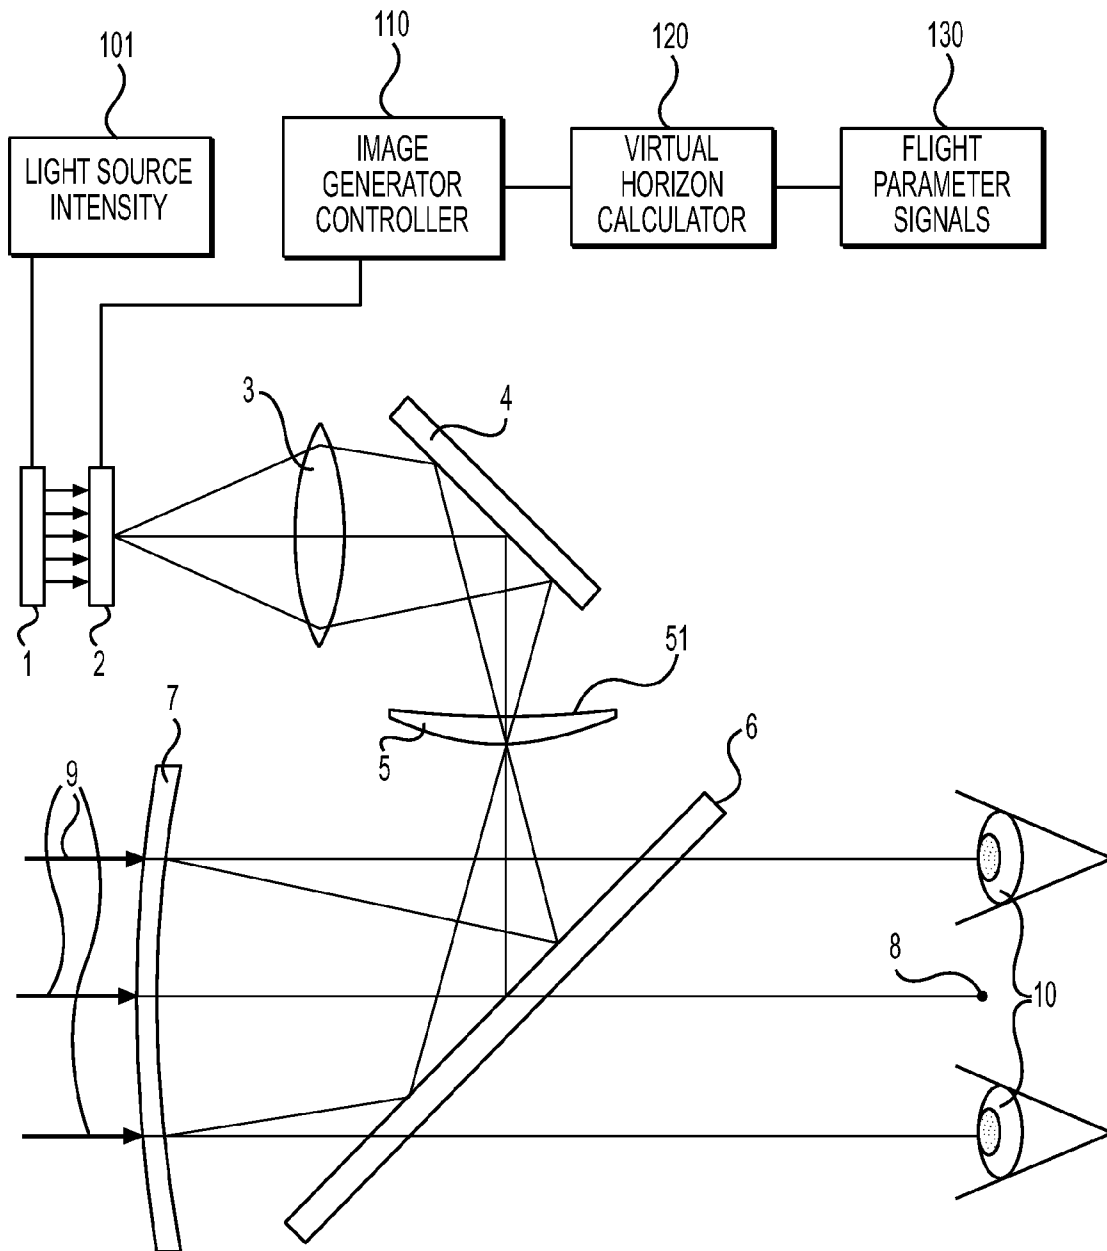 101
110
120
130
LIGHT SOURCE
INTENSITY
IMAGE
GENERATOR
CONTROLLER
VIRTUAL
HORIZON
CALCULATOR
FLIGHT
PARAMETER
SIGNALS
3
4
1
2
51
7
5
6
9
8
10